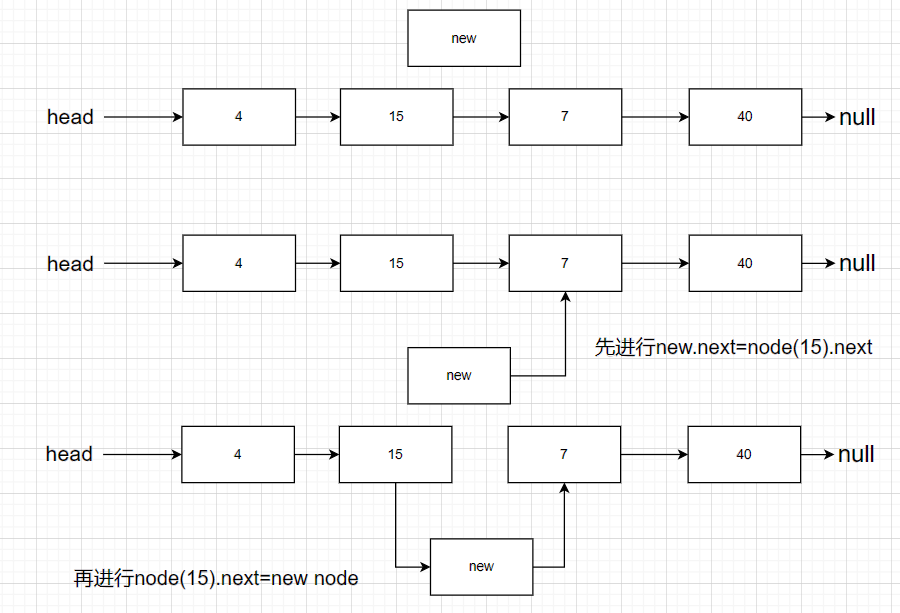 new
head 4 15 7 40 null
head 4 15 7 40 null
先进行new.next=node(15).next
new
head 4 15 7 40 null
new
再进行node(15).next=new node